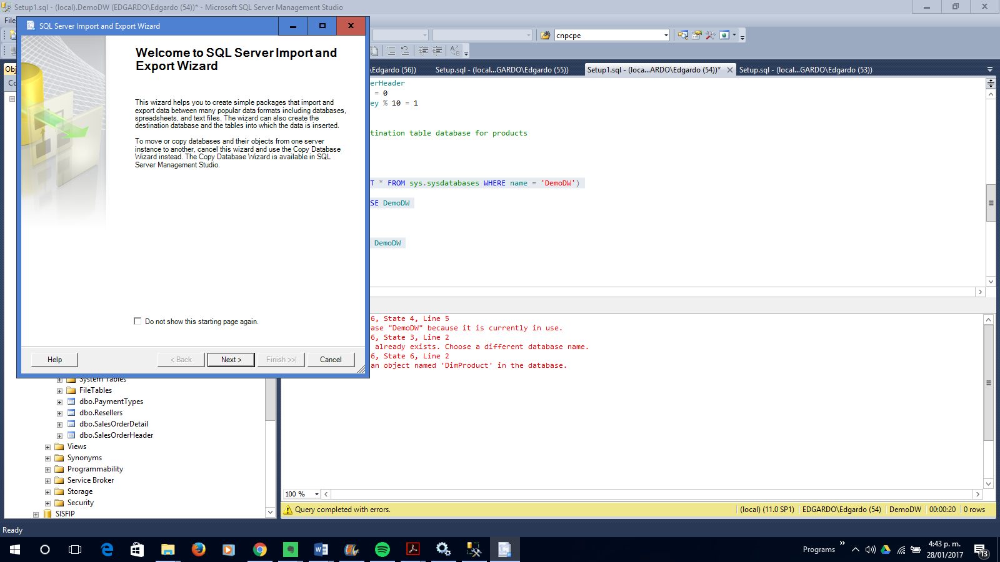 Setup1.sql - (local).DemoDW (EDGARDO\Edgardo (54))* - Microsoft SQL Server Management Studio
File
SQL Server Import and Export Wizard
cnpcpe
Obj
Co
\Edgardo (56))
Setup.sql - (local...GARDO\Edgardo (55))
Setup1.sql - (loca...ARDO\Edgardo (54))*
Setup.sql - (local...GARDO\Edgardo (53))
Welcome to SQL Server Import and
Export Wizard
This wizard helps you to create simple packages that import and
export data between many popular data formats including databases,
spreadsheets, and text files. The wizard can also create the
destination database and the tables into which the data is inserted.
To move or copy databases and their objects from one server
instance to another, cancel this wizard and use the Copy Database
Wizard instead. The Copy Database Wizard is available in SQL
Server Management Studio.
Do not show this starting page again.
Help
< Back
Next >
Finish >>|
Cancel
erHeader
= 0
ey % 10 = 1
tination table database for products
T * FROM sys.sysdatabases WHERE name = 'DemoDW')
SE DemoDW
DemoDW
6, State 4, Line 5
ase "DemoDW" because it is currently in use.
6, State 3, Line 2
already exists. Choose a different database name.
6, State 6, Line 2
an object named 'DimProduct' in the database.
System Tables
FileTables
dbo.PaymentTypes
dbo.Resellers
dbo.SalesOrderDetail
dbo.SalesOrderHeader
Views
Synonyms
Programmability
Service Broker
Storage
Security
SISFIP
100 %
Query completed with errors.
(local) (11.0 SP1)
EDGARDO\Edgardo (54)
DemoDW
00:00:20
0 rows
Ready
Programs
4:43 p. m.
28/01/2017
13